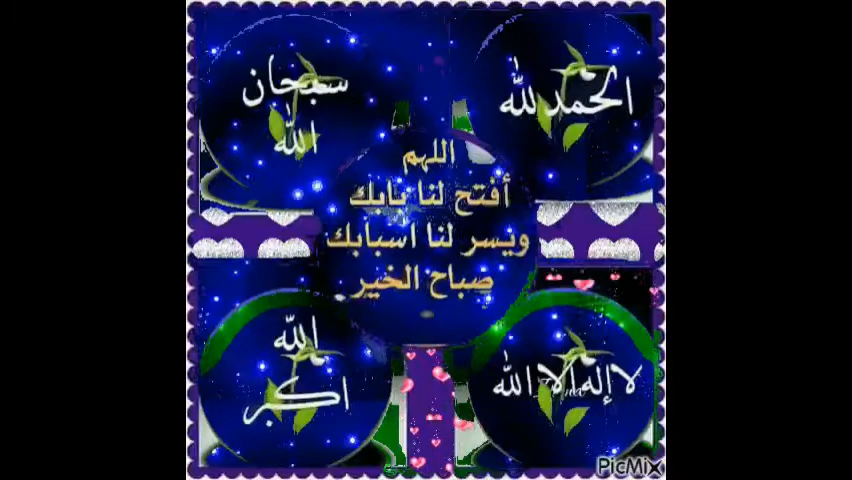 الحمد لله
سبحان
الله
اللهم
أفتح لنا بابك
ويسر لنا اسبابك
صباح الخير
لا إله إلا الله
الله
اكبر
PicMix